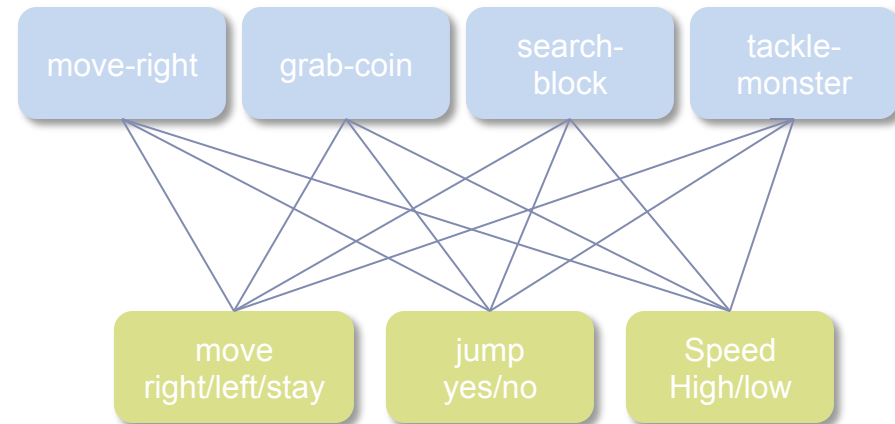 move-right
grab-coin
search-
block
tackle-
monster
move
right/left/stay
jump
yes/no
Speed
High/low